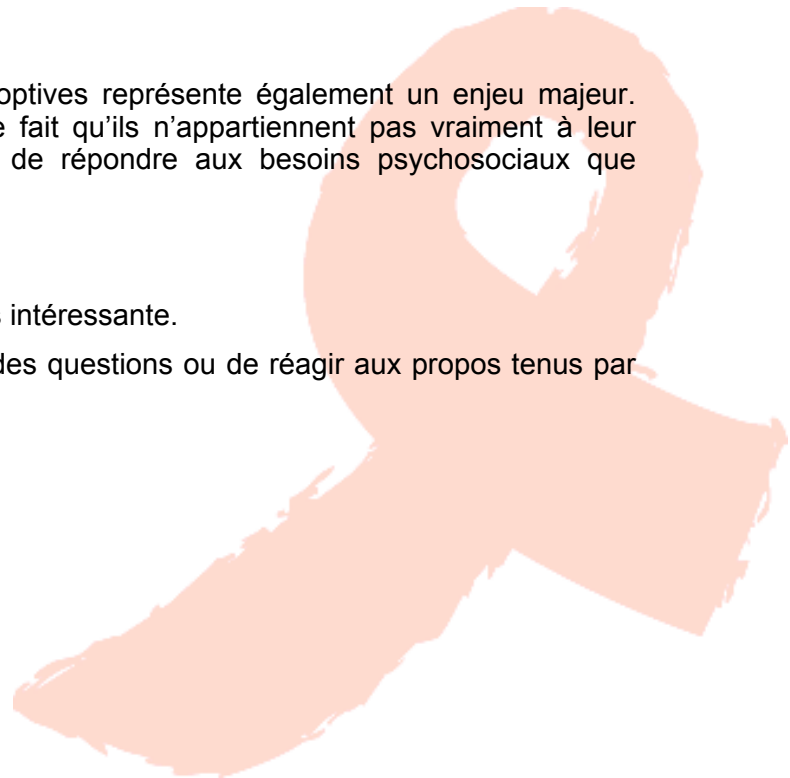 optives représente également un enjeu majeur.
fait qu’ils n’appartiennent pas vraiment à leur
de répondre aux besoins psychosociaux que
intéressante.
des questions ou de réagir aux propos tenus par